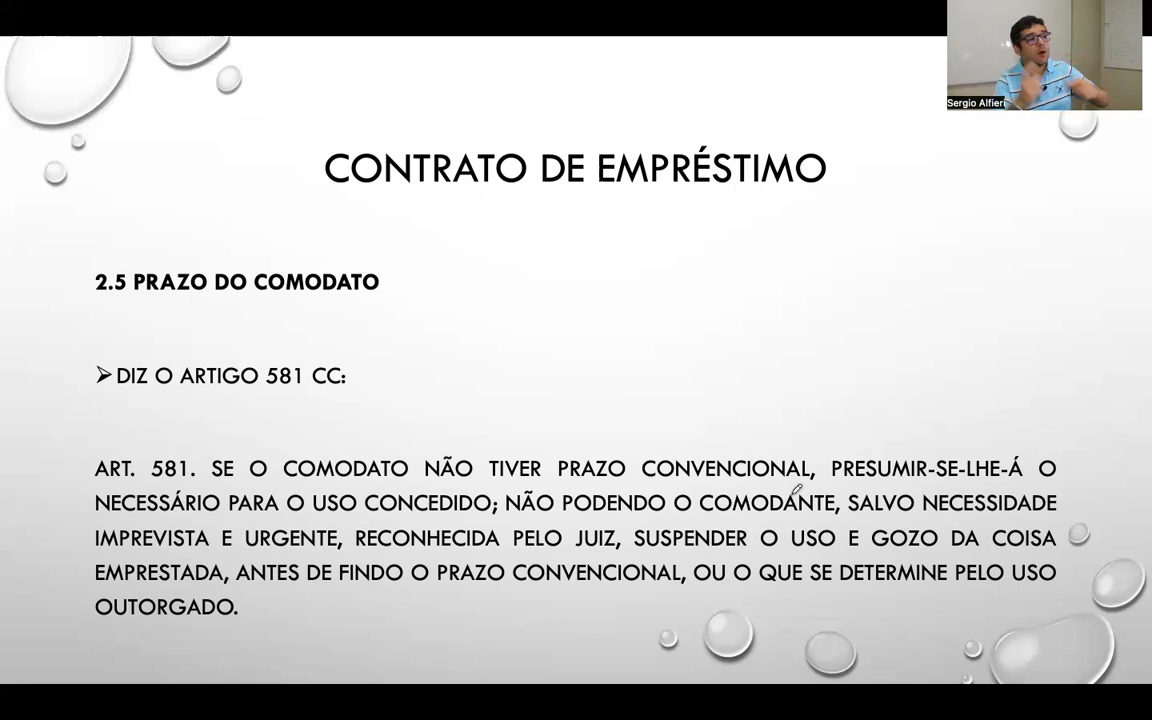 Sergio Alfieri
CONTRATO DE EMPRÉSTIMO
2.5 PRAZO DO COMODATO
DIZ O ARTIGO 581 CC:
ART. 581. SE O COMODATO NÃO TIVER PRAZO CONVENCIONAL, PRESUMIR-SE-LHE-Á O
NECESSÁRIO PARA O USO CONCEDIDO; NÃO PODENDO O COMODANTE, SALVO NECESSIDADE
IMPREVISTA E URGENTE, RECONHECIDA PELO JUIZ, SUSPENDER O USO E GOZO DA COISA
EMPRESTADA, ANTES DE FINDO O PRAZO CONVENCIONAL, OU O QUE SE DETERMINE PELO USO
OUTORGADO.